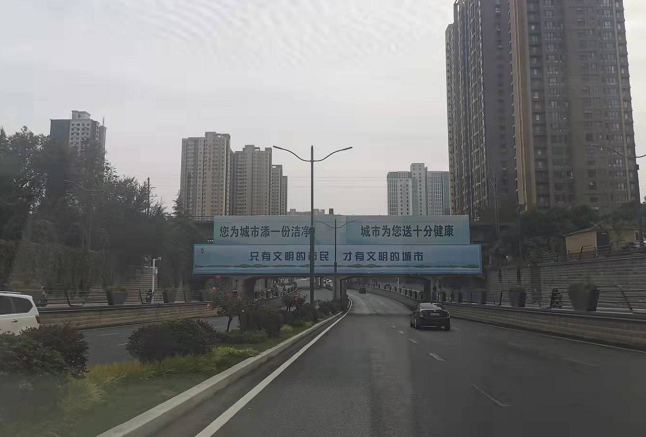 您为城市添一份洁净 城市为您送十分健康
只有文明的市民 才有文明的城市